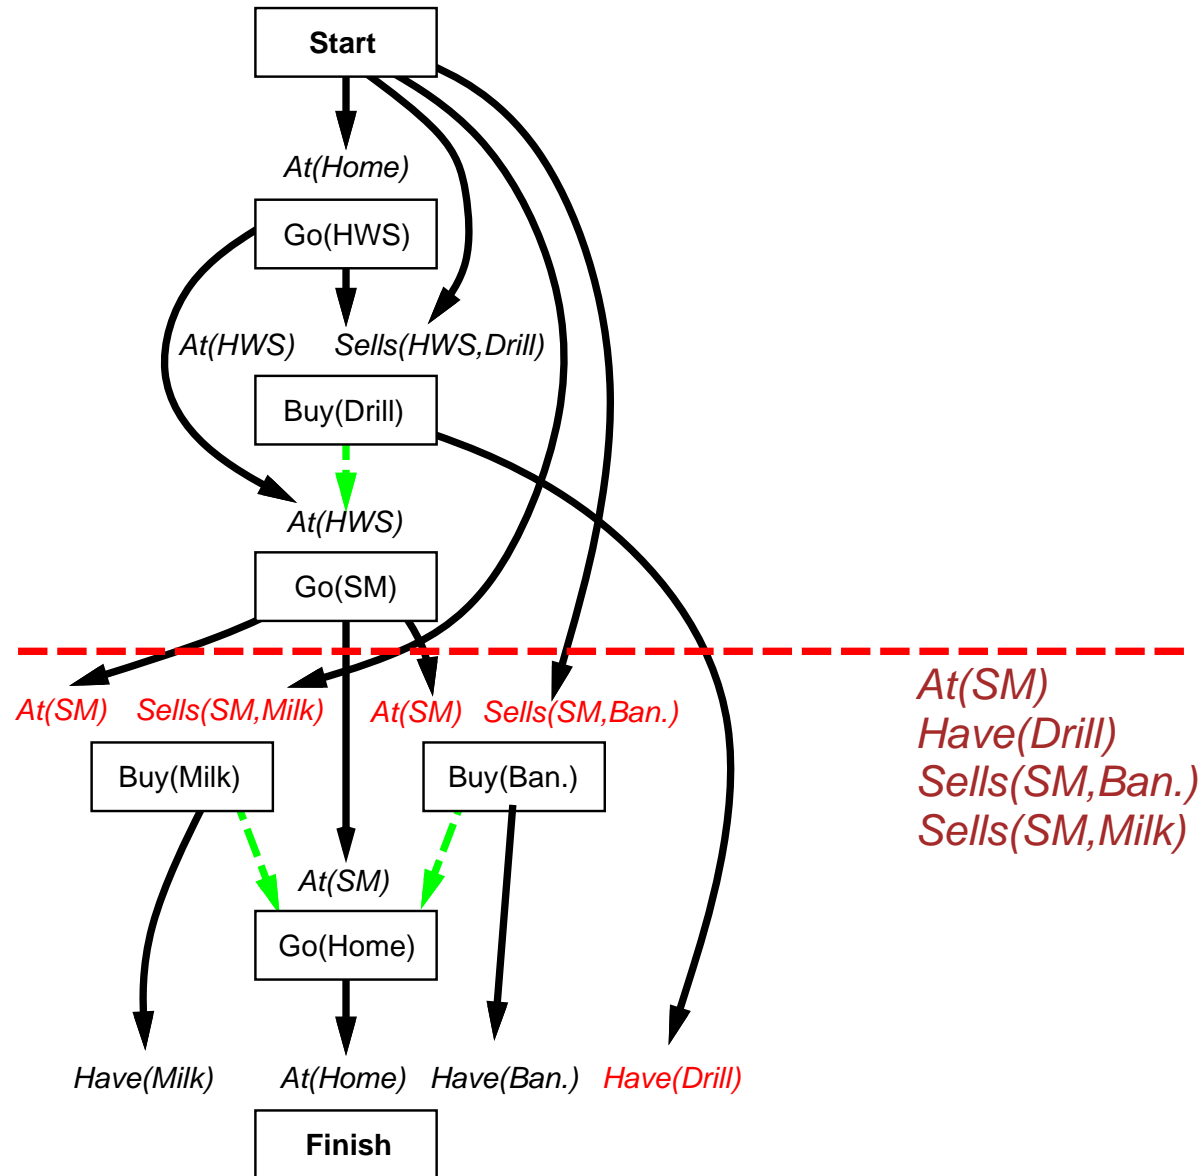 Start
At(Home)
Go(HWS)
At(HWS) Sells(HWS,Drill)
Buy(Drill)
At(HWS)
Go(SM)
At(SM) Sells(SM,Milk) At(SM) Sells(SM,Ban.)
Buy(Milk) Buy(Ban.)
At(SM)
Go(Home)
Have(Milk) At(Home) Have(Ban.) Have(Drill)
Finish
At(SM)
Have(Drill)
Sells(SM,Ban.)
Sells(SM,Milk)